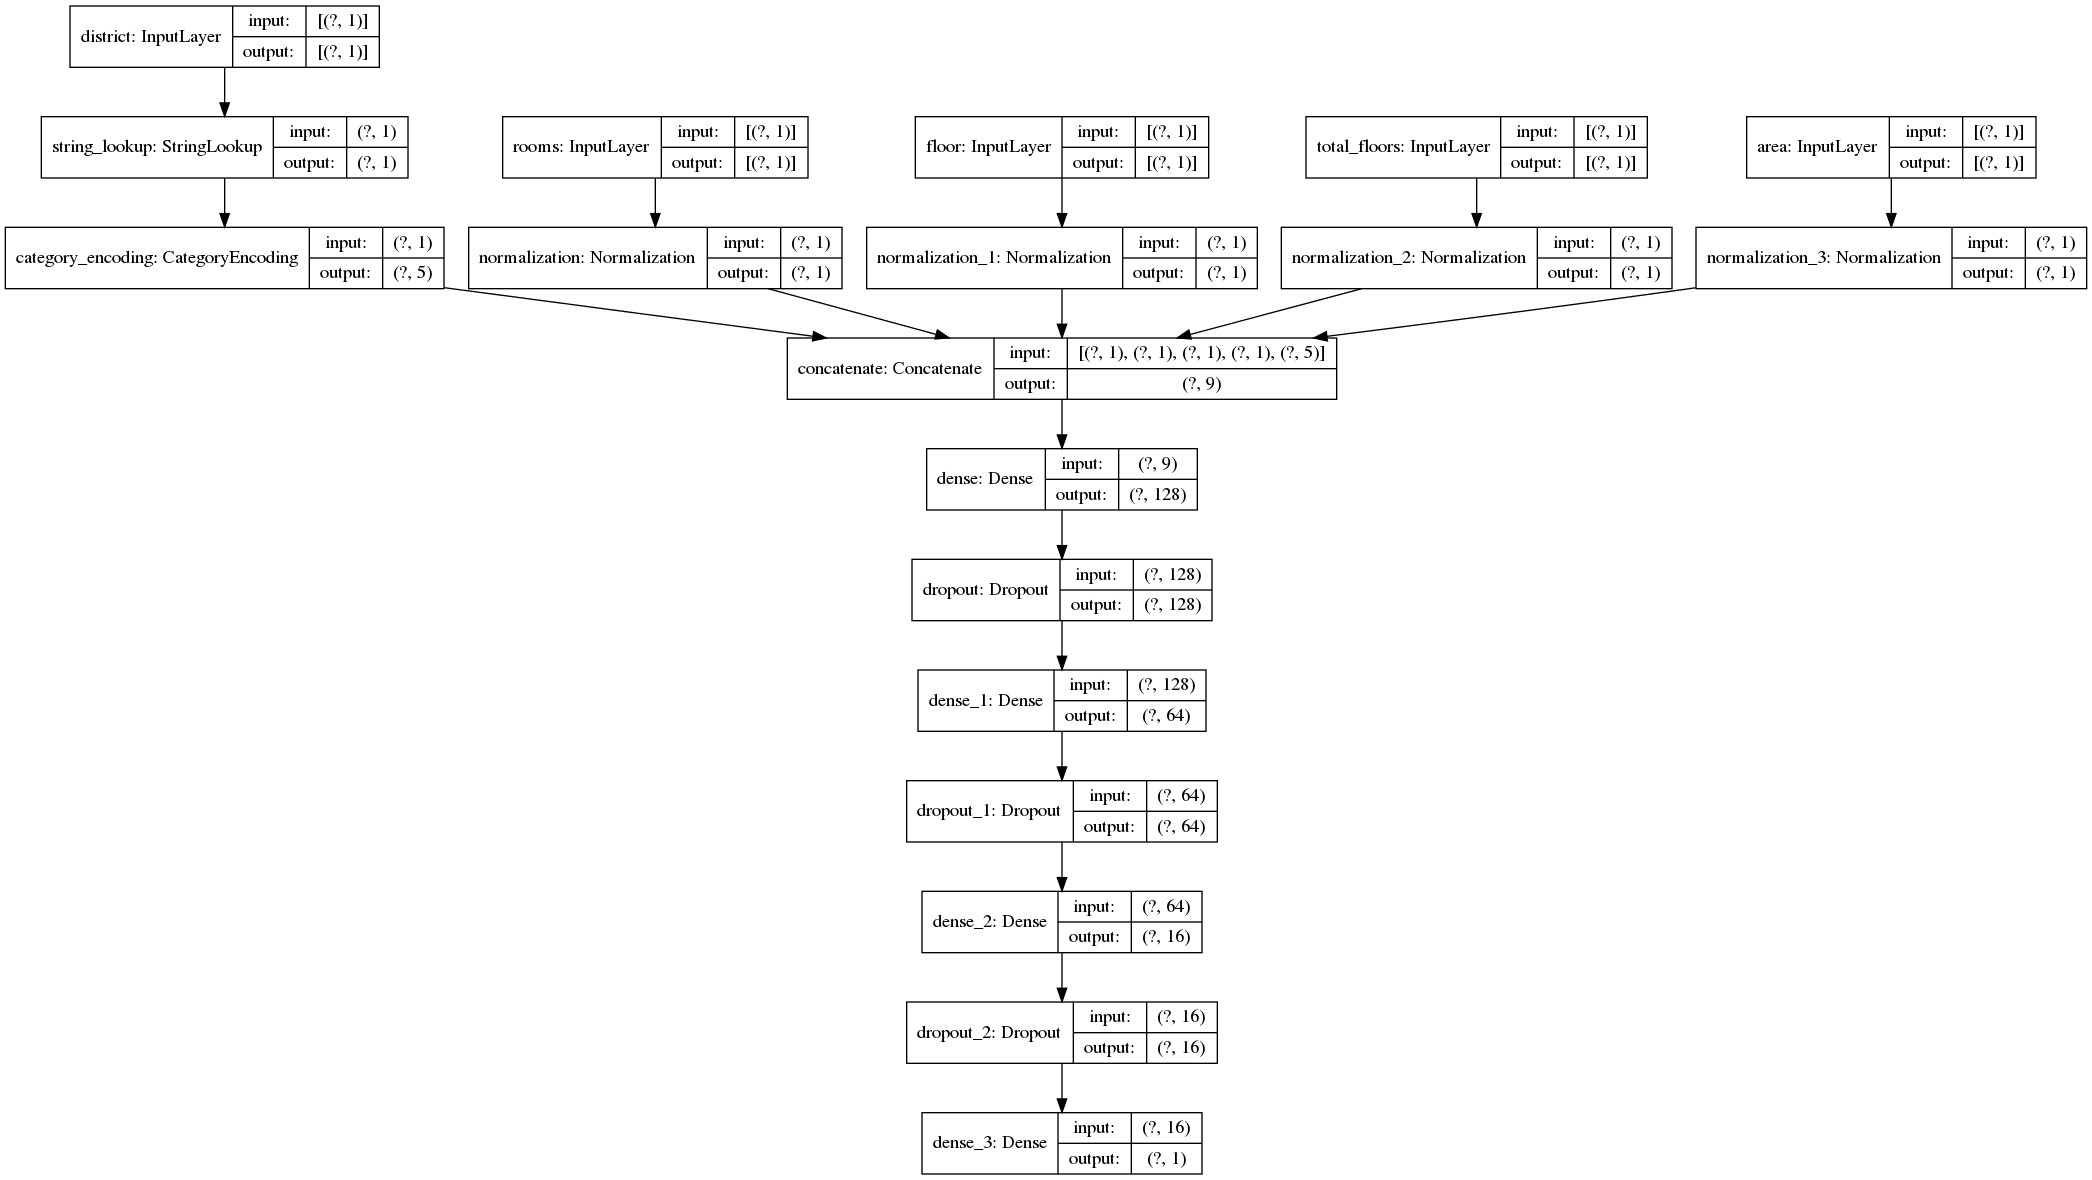 district: InputLayer
input: [(?, 1)]
output: [(?, 1)]
string_lookup: StringLookup
input: (?, 1)
output: (?, 1)
rooms: InputLayer
input: [(?, 1)]
output: [(?, 1)]
floor: InputLayer
input: [(?, 1)]
output: [(?, 1)]
total_floors: InputLayer
input: [(?, 1)]
output: [(?, 1)]
area: InputLayer
input: [(?, 1)]
output: [(?, 1)]
category_encoding: CategoryEncoding
input: (?, 1)
output: (?, 5)
normalization: Normalization
input: (?, 1)
output: (?, 1)
normalization_1: Normalization
input: (?, 1)
output: (?, 1)
normalization_2: Normalization
input: (?, 1)
output: (?, 1)
normalization_3: Normalization
input: (?, 1)
output: (?, 1)
concatenate: Concatenate
input: [(?, 1), (?, 1), (?, 1), (?, 1), (?, 5)]
output: (?, 9)
dense: Dense
input: (?, 9)
output: (?, 128)
dropout: Dropout
input: (?, 128)
output: (?, 128)
dense_1: Dense
input: (?, 128)
output: (?, 64)
dropout_1: Dropout
input: (?, 64)
output: (?, 64)
dense_2: Dense
input: (?, 64)
output: (?, 16)
dropout_2: Dropout
input: (?, 16)
output: (?, 16)
dense_3: Dense
input: (?, 16)
output: (?, 1)